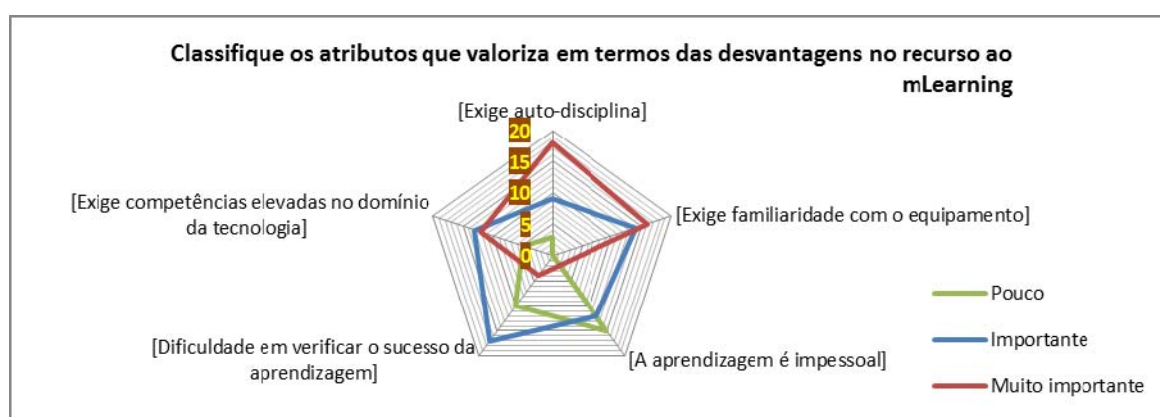 Classifique os atributos que valoriza em termos das desvantagens no recurso ao
mLearning
[Exige auto-disciplina]
20
15
10
5
0
[Exige competências elevadas no domínio
da tecnologia]
[Exige familiaridade com o equipamento]
[Dificuldade em verificar o sucesso da
aprendizagem]
[A aprendizagem é impessoal]
Pouco
Importante
Muito importante